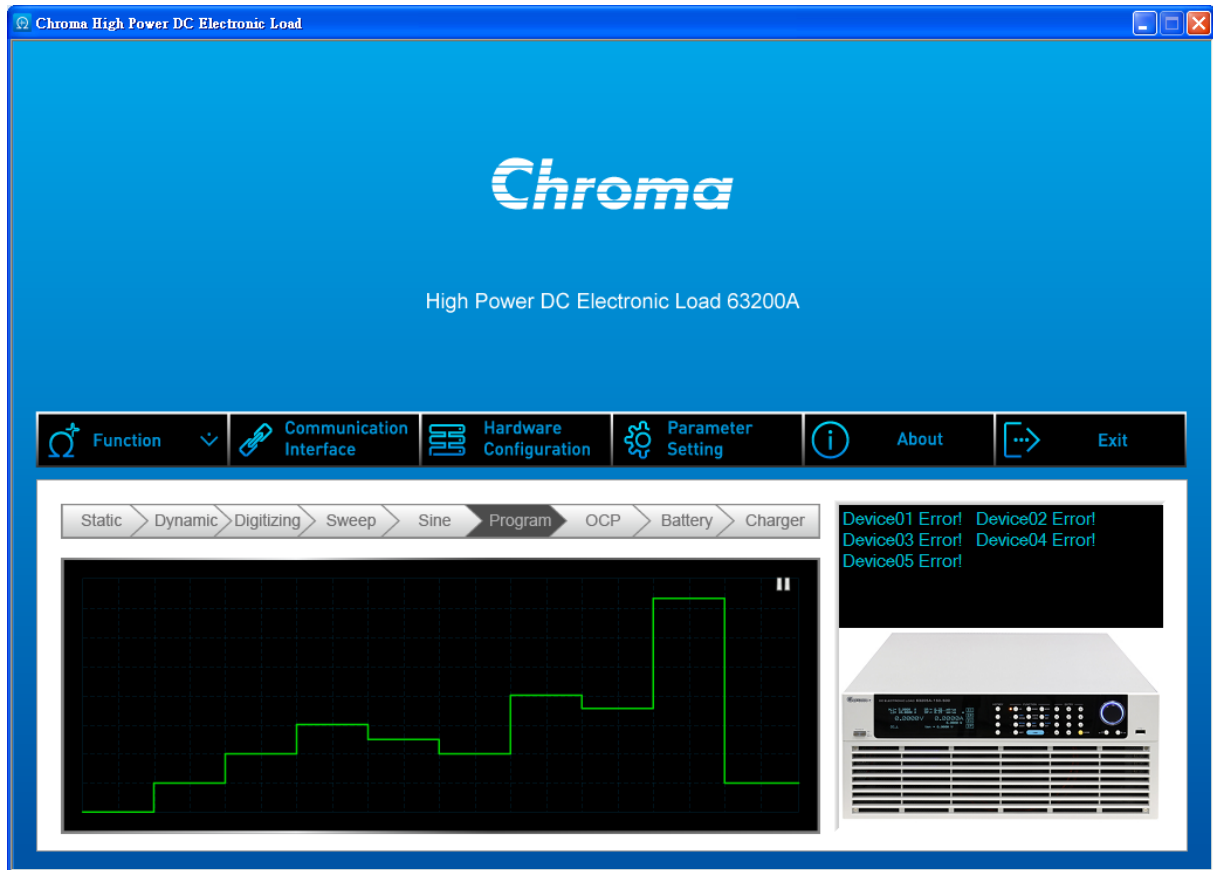 Chroma High Power DC Electronic Load
Chroma
High Power DC Electronic Load 63200A
Function
Communication
Interface
Hardware
Configuration
Parameter
Setting
About
Exit
Static Dynamic Digitizing Sweep Sine Program OCP Battery Charger
Device01 Error! Device02 Error!
Device03 Error! Device04 Error!
Device05 Error!